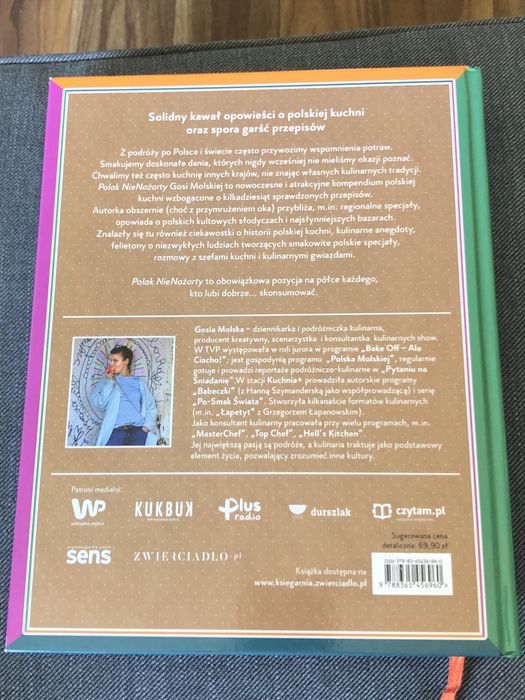 Solidny kawał opowieści o polskiej kuchni
oraz spora garść przepisów
Z podróży po Polsce i świecie często przywozimy wspomnienia potraw.
Smakujemy doskonałe dania, których nigdy wcześniej nie mieliśmy okazji poznać.
Chwalimy też często kuchnię innych krajów, nie znając własnych kulinarnych tradycji.
Polak NieNażarty Gosi Molskiej to nowoczesne i atrakcyjne kompendium polskiej
kuchni wzbogacone o kilkadziesiąt sprawdzonych przepisów.
Autorka obszernie (choć z przymrużeniem oka) przybliża, m.in. regionalne specjały,
opowiada o polskich kultowych słodyczach i najsłynniejszych bazarach.
Znalazły się tu również ciekawostki o historii polskiej kuchni, kulinarne anegdoty,
felietony o niezwykłych ludziach tworzących smakowite polskie specjały,
rozmowy z szefami kuchni i kulinarnymi gwiazdami.
Polak NieNażarty to obowiązkowa pozycja na półce każdego,
kto lubi dobrze... skonsumować.
Gosia Molska – dziennikarka i podróżniczka kulinarna,
producent kreatywny, scenarzystka i konsultantka kulinarnych show.
W TVP występowała w roli jurora w programie „Bake Off – Ale
Ciacho!", jest gospodynią programu „Polska Molskiej", regularnie
gotuje i prowadzi reportaże podróżniczo-kulinarne w „Pytaniu na
Śniadanie".W stacji Kuchnia+ prowadziła autorskie programy
„Babeczki" (z Hanną Szymanderską jako współprowadzącą) i serię
„Po-Smak Świata". Stworzyła kilkanaście formatów kulinarnych
(m.in. „Łapetyt" z Grzegorzem Łapanowskim).
Jako konsultant kulinarny pracowała przy wielu programach, m.in.
„MasterChef", „Top Chef", „Hell's Kitchen".
Jej największą pasją są podróże, a kulinaria traktuje jako podstawowy
element życia, pozwalający zrozumieć inne kultury.
Patroni medialni:
WP
wirtualna polska
KUKBUK
Plus
radio
durszlak
czytam.pl
sens
ZWIERCIADŁO.pl
Sugerowana cena
detaliczna: 69,90 zł
Książka dostępna na
www.ksiegarnia.zwierciadlo.pl
ISBN 978-83-65456-96-0
9 788365 456960 >